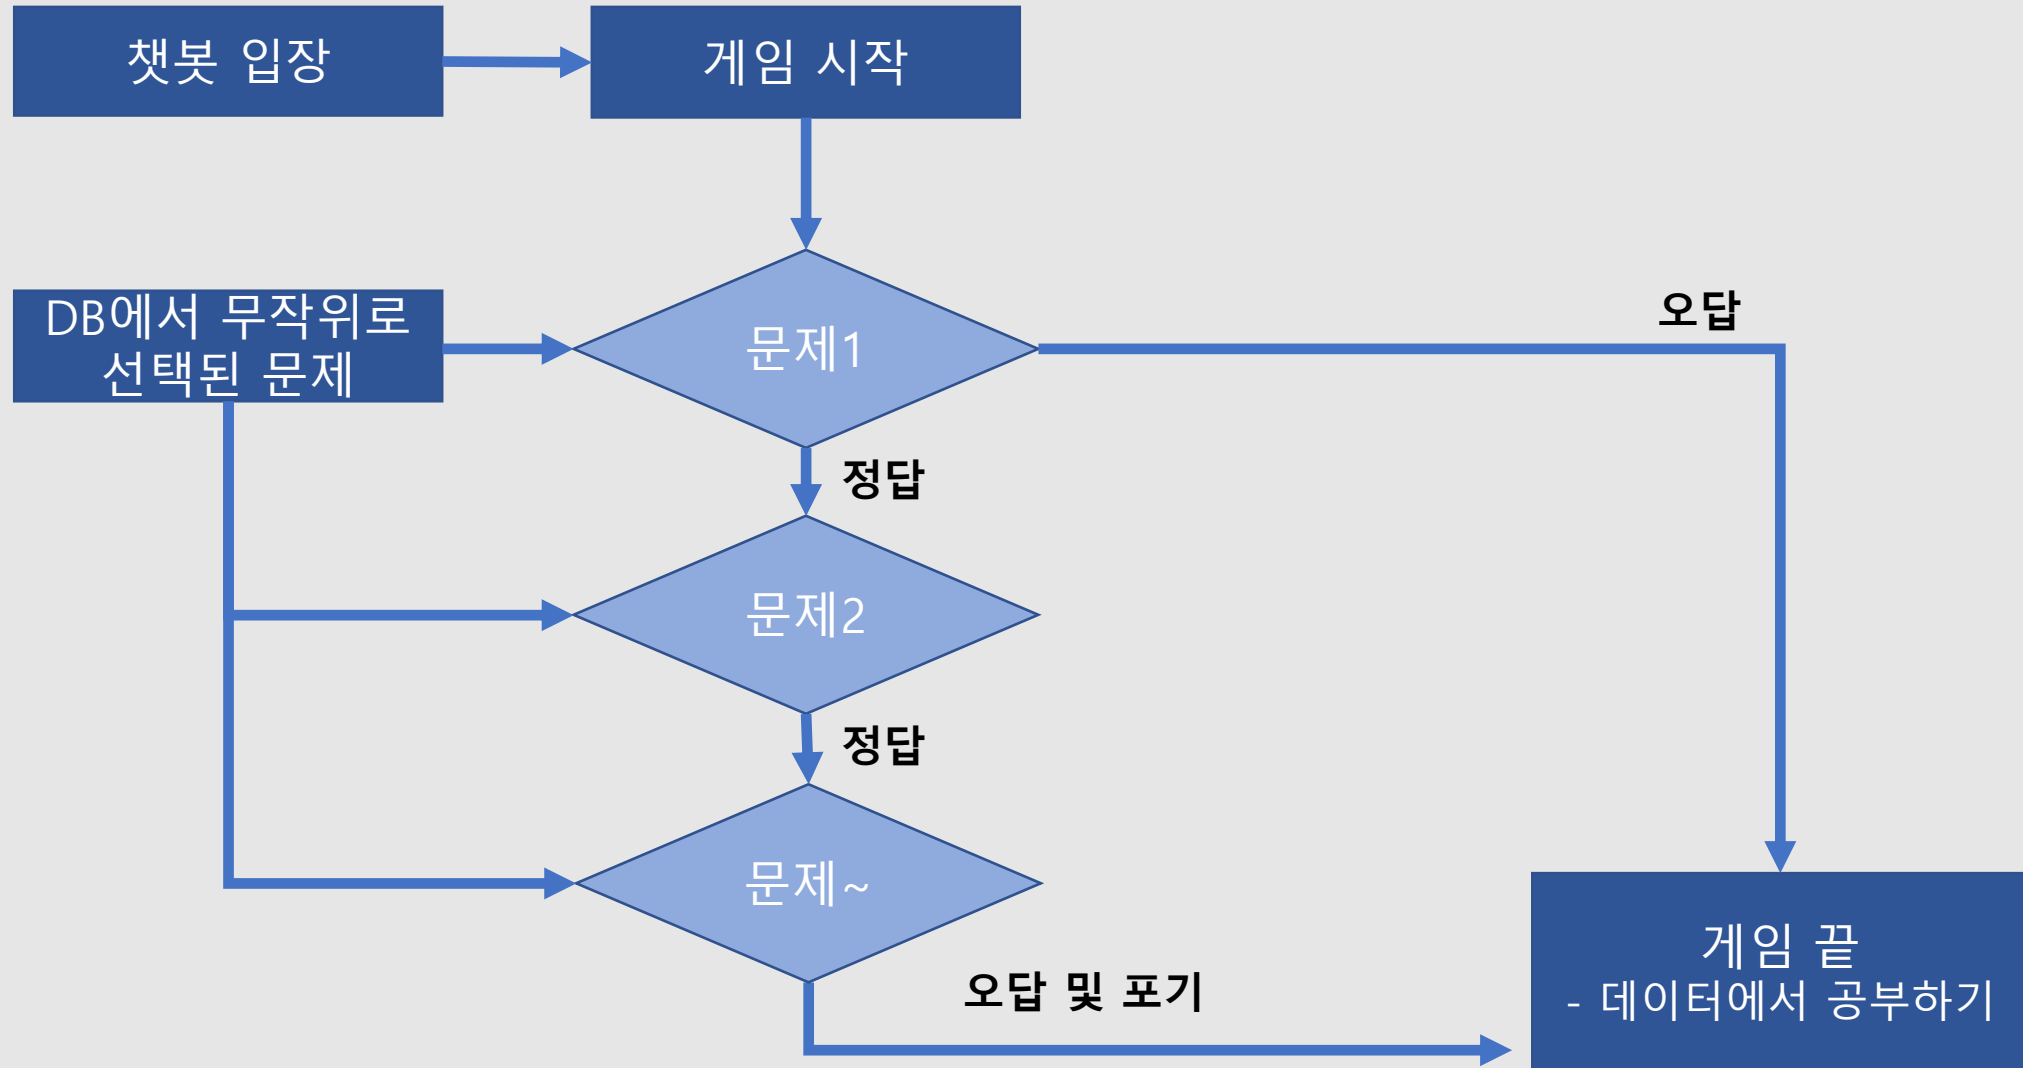 챗봇 입장
게임 시작
DB에서 무작위로
선택된 문제
문제1
오답
정답
문제2
정답
문제~
오답 및 포기
게임 끝
- 데이터에서 공부하기